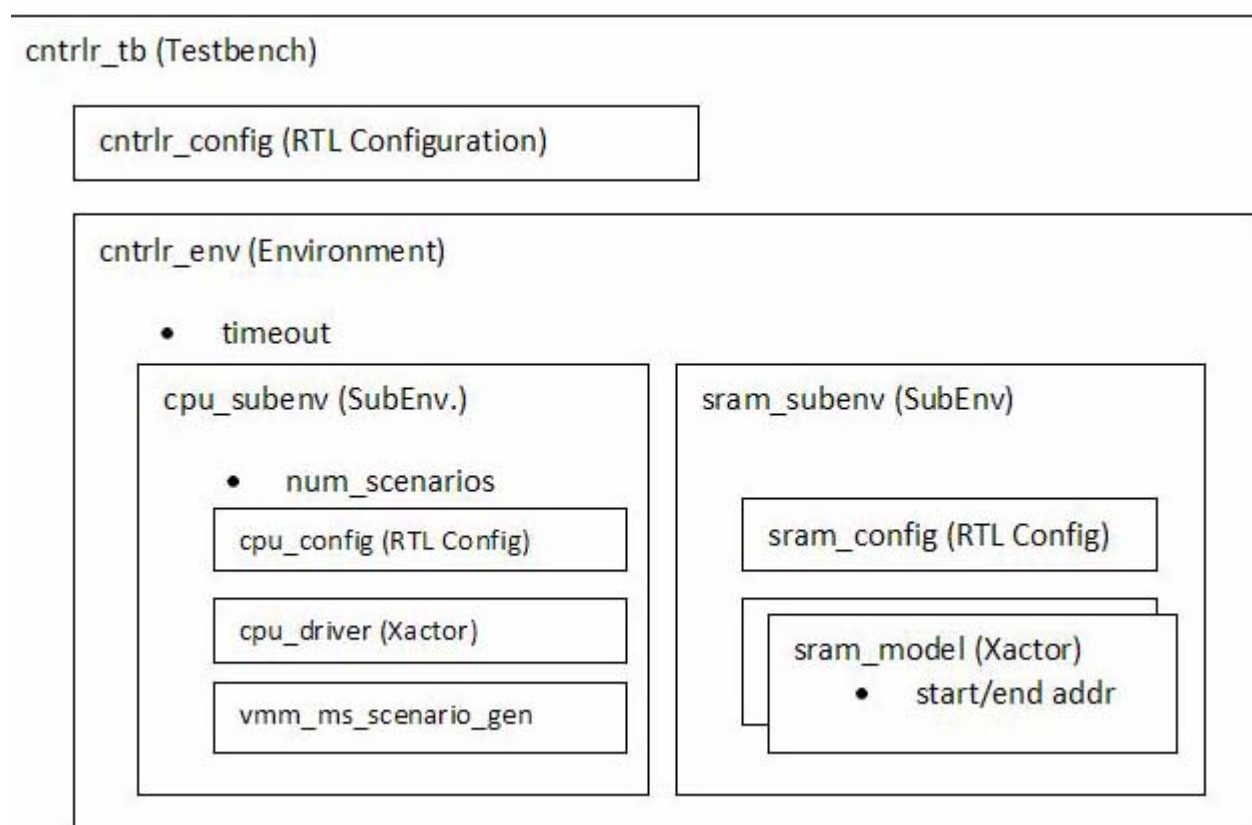 cntrlr_tb (Testbench)
cntrlr_config (RTL Configuration)
cntrlr_env (Environment)
• timeout
cpu_subenv (SubEnv.)
• num_scenarios
cpu_config (RTL Config)
cpu_driver (Xactor)
vmm_ms_scenario_gen
sram_subenv (SubEnv)
sram_config (RTL Config)
sram_model (Xactor)
• start/end addr